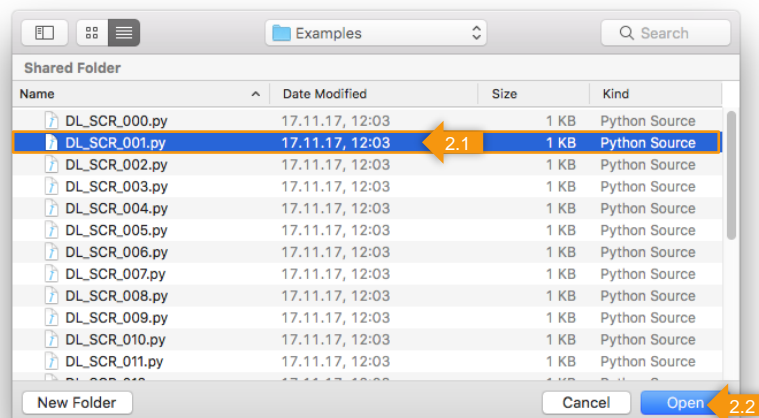 Examples
Search
Shared Folder
Name Date Modified Size Kind
DL_SCR_000.py 17.11.17, 12:03 1 KB Python Source
DL_SCR_001.py 17.11.17, 12:03 2.1 1 KB Python Source
DL_SCR_002.py 17.11.17, 12:03 1 KB Python Source
DL_SCR_003.py 17.11.17, 12:03 1 KB Python Source
DL_SCR_004.py 17.11.17, 12:03 1 KB Python Source
DL_SCR_005.py 17.11.17, 12:03 1 KB Python Source
DL_SCR_006.py 17.11.17, 12:03 1 KB Python Source
DL_SCR_007.py 17.11.17, 12:03 1 KB Python Source
DL_SCR_008.py 17.11.17, 12:03 1 KB Python Source
DL_SCR_009.py 17.11.17, 12:03 1 KB Python Source
DL_SCR_010.py 17.11.17, 12:03 1 KB Python Source
DL_SCR_011.py 17.11.17, 12:03 1 KB Python Source
New Folder Cancel Open 2.2